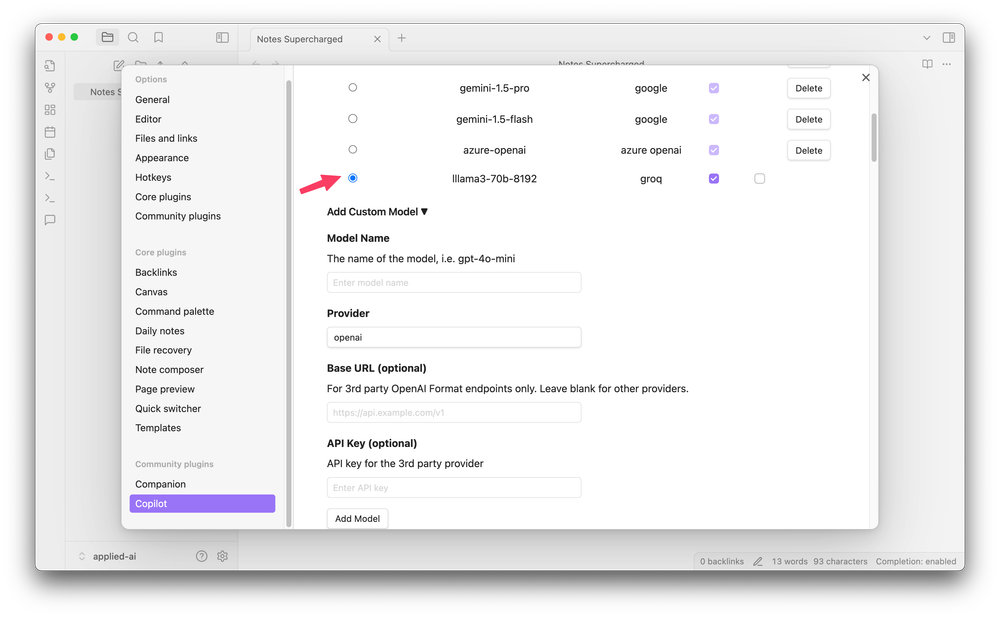 Notes Supercharged
Notes Supercharged
Notes S
Options
General
Editor
Files and links
Appearance
Hotkeys
Core plugins
Community plugins
Core plugins
Backlinks
Canvas
Command palette
Daily notes
File recovery
Note composer
Page preview
Quick switcher
Templates
Community plugins
Companion
Copilot
gemini-1.5-pro google Delete
gemini-1.5-flash google Delete
azure-openai azure openai Delete
lllama3-70b-8192 groq
Add Custom Model ▼
Model Name
The name of the model, i.e. gpt-4o-mini
Enter model name
Provider
openai
Base URL (optional)
For 3rd party OpenAI Format endpoints only. Leave blank for other providers.
https://api.example.com/v1
API Key (optional)
API key for the 3rd party provider
Enter API key
Add Model
applied-ai
0 backlinks 13 words 93 characters Completion: enabled